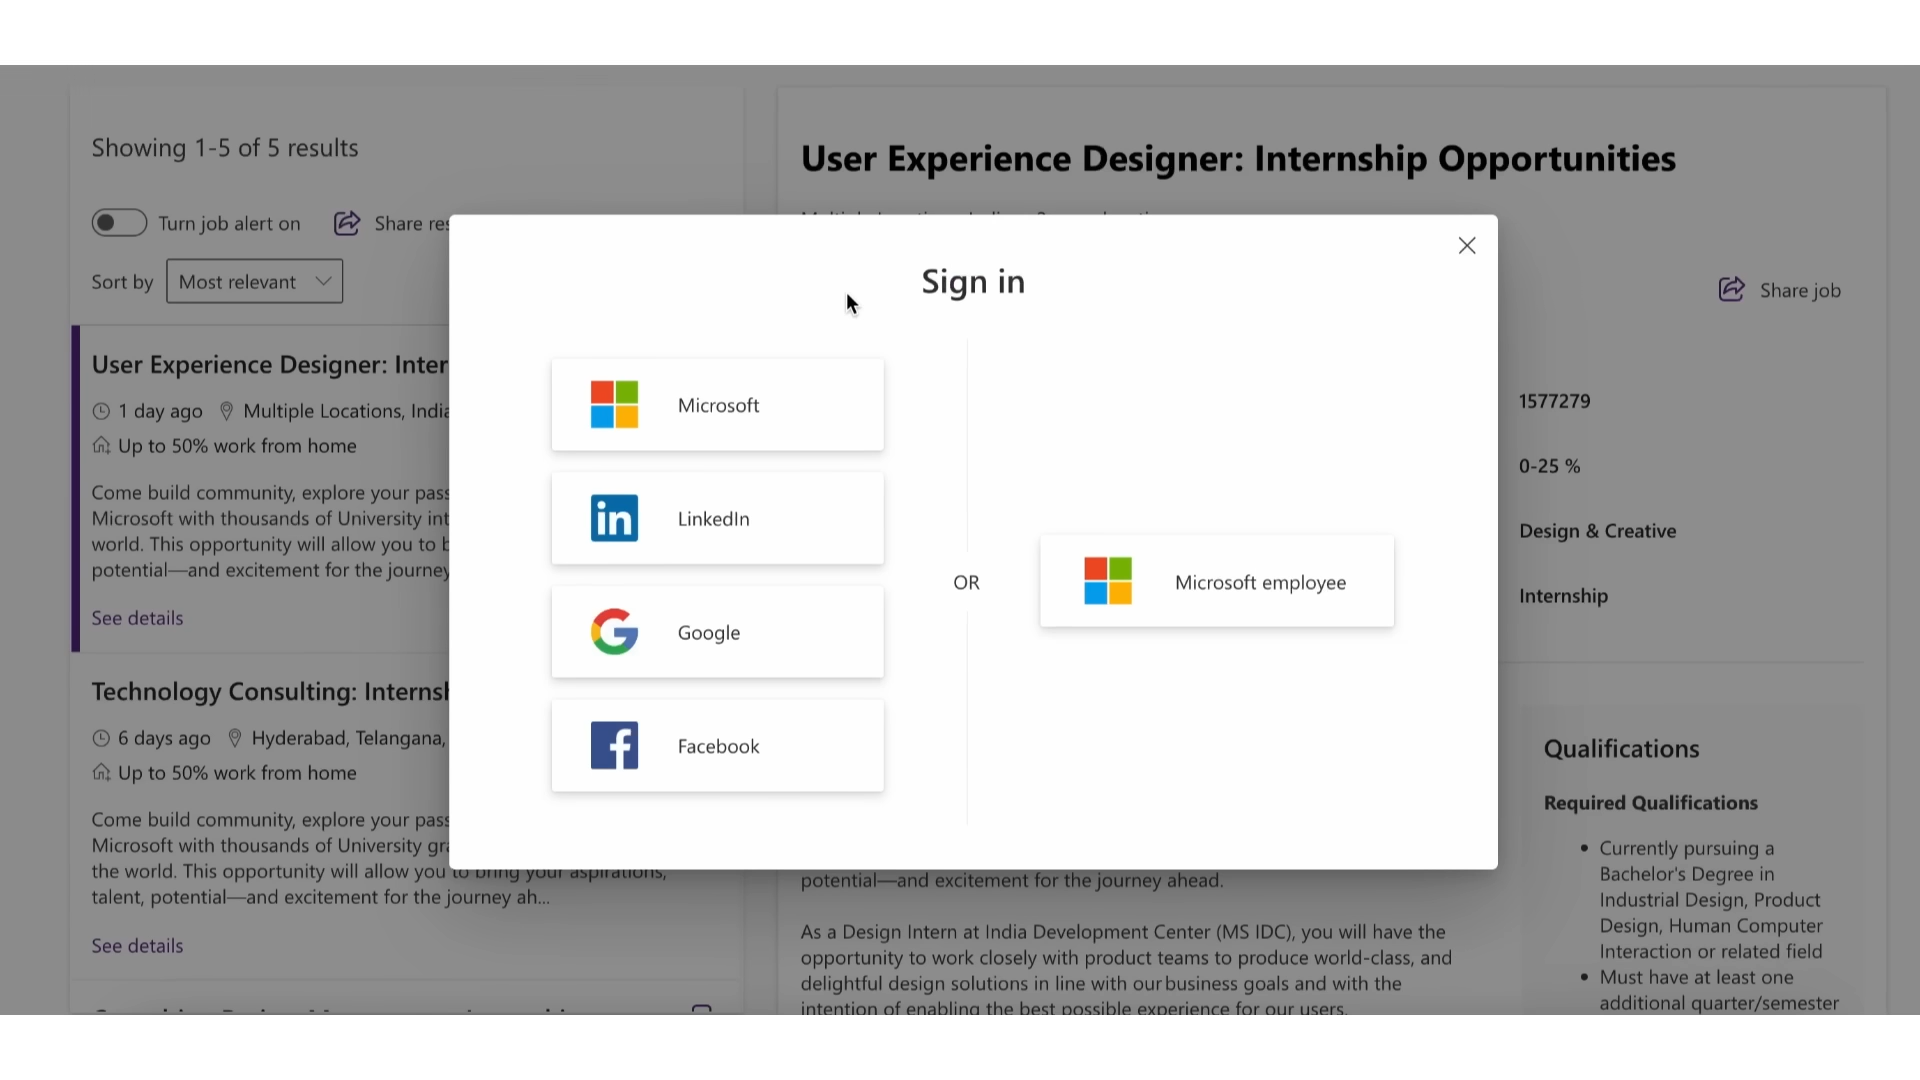 Showing 1-5 of 5 results
Turn job alert on
Share res
Sort by
Most relevant
User Experience Designer: Inter
1 day ago
Multiple Locations, India
Up to 50% work from home
Come build community, explore your pass
Microsoft with thousands of University int
world. This opportunity will allow you to b
potential—and excitement for the journey
See details
Technology Consulting: Internsh
6 days ago
Hyderabad, Telangana,
Up to 50% work from home
Come build community, explore your pass
Microsoft with thousands of University gra
the world. This opportunity will allow you to bring your aspirations,
talent, potential—and excitement for the journey ah...
See details
Sign in
Microsoft
LinkedIn
Google
Facebook
OR
Microsoft employee
User Experience Designer: Internship Opportunities
Share job
1577279
0-25 %
Design & Creative
Internship
potential—and excitement for the journey ahead.
As a Design Intern at India Development Center (MS IDC), you will have the
opportunity to work closely with product teams to produce world-class, and
delightful design solutions in line with our business goals and with the
intention of enabling the best possible experience for our users.
Qualifications
Required Qualifications
• Currently pursuing a
Bachelor's Degree in
Industrial Design, Product
Design, Human Computer
Interaction or related field
• Must have at least one
additional quarter/semester